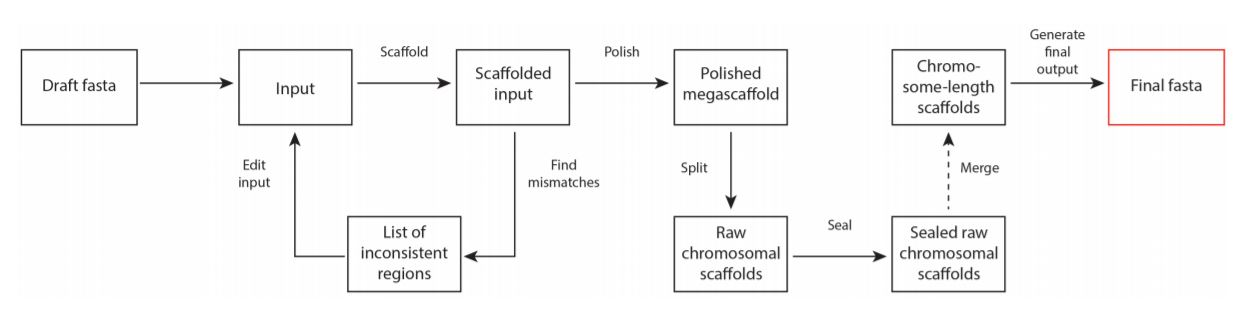 Draft fasta
Input
Scaffold
Scaffolded
input
Polish
Polished
megascaffold
Chromo-
some-length
scaffolds
Generate
final
output
Final fasta
Edit
input
Find
mismatches
List of
inconsistent
regions
Split
Raw
chromosomal
scaffolds
Seal
Sealed raw
chromosomal
scaffolds
Merge